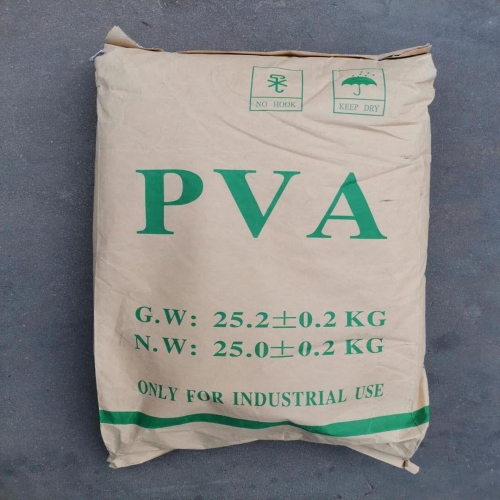 NO HOOK
KEEP DRY
PVA
G.W: 25.2±0.2 KG
N.W: 25.0±0.2 KG
ONLY FOR INDUSTRIAL USE